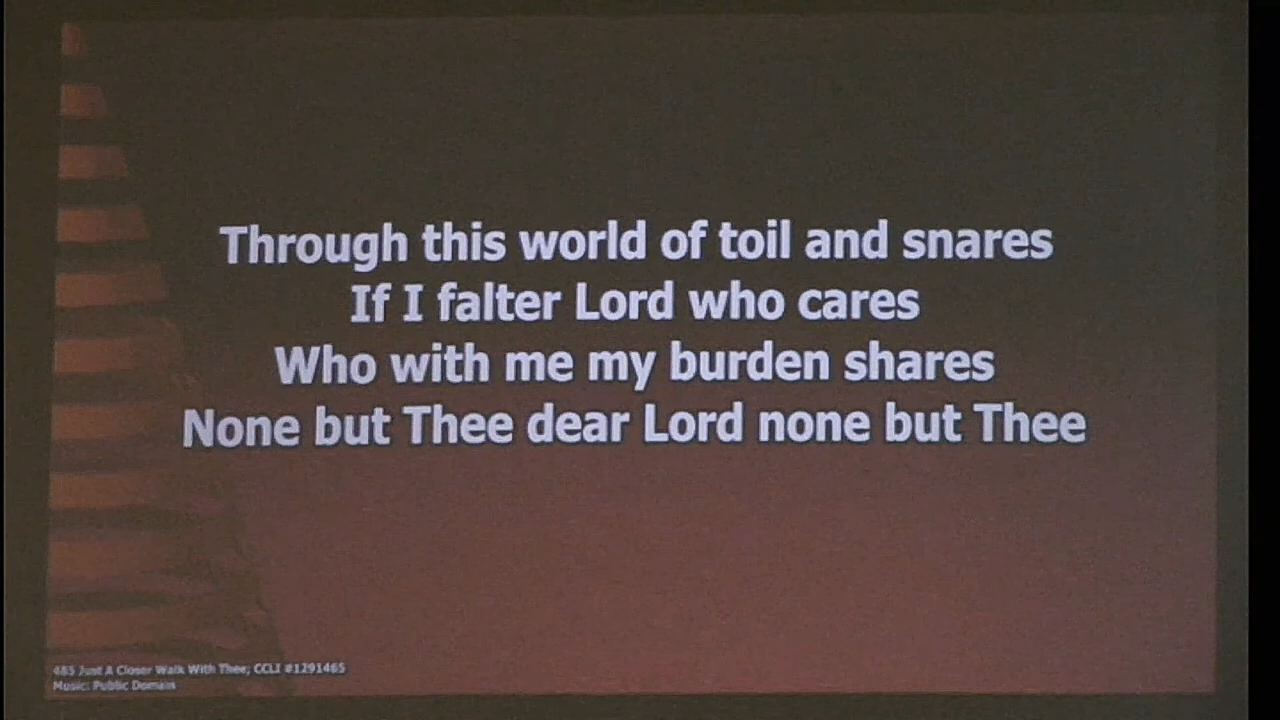 Through this world of toil and snares
If I falter Lord who cares
Who with me my burden shares
None but Thee dear Lord none but Thee
485 Just A Closer Walk With Thee; CCLI #1291465
Music: Public Domain